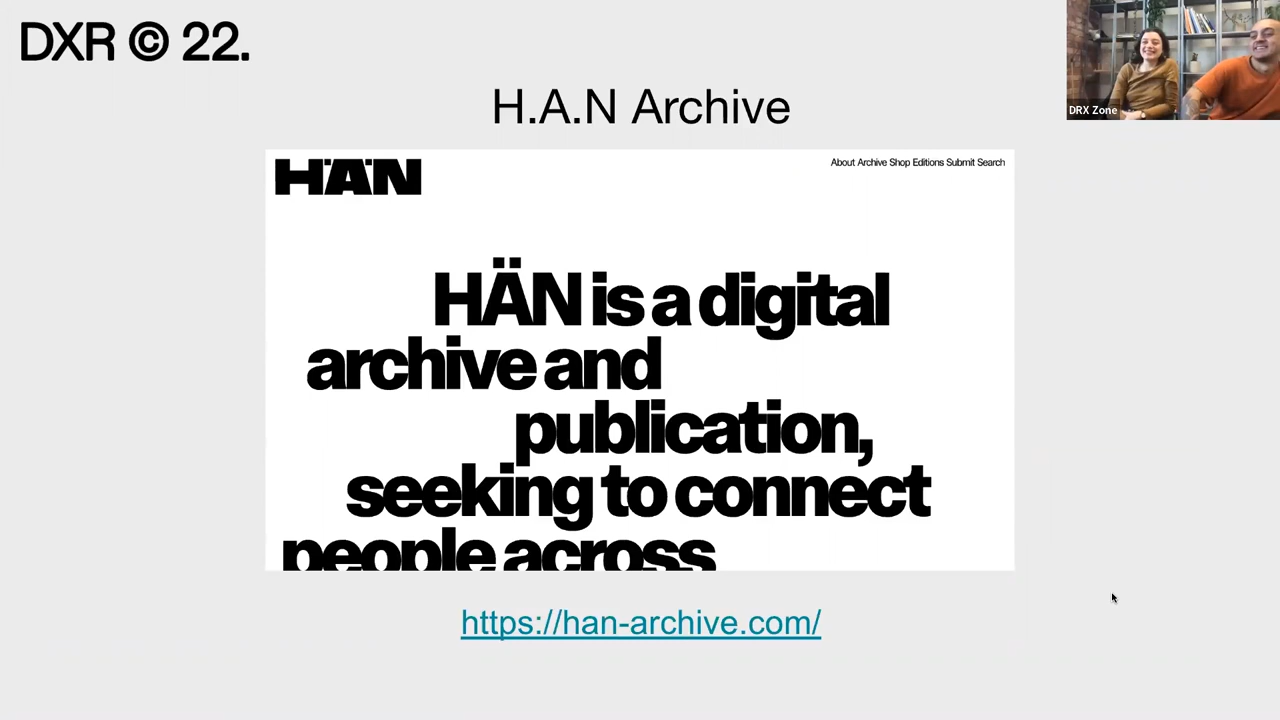 DXR © 22.
DRX Zone
H.A.N Archive
HÄN
About Archive Shop Editions Submit Search
HÄN is a digital
archive and
publication,
seeking to connect
people across
https://han-archive.com/